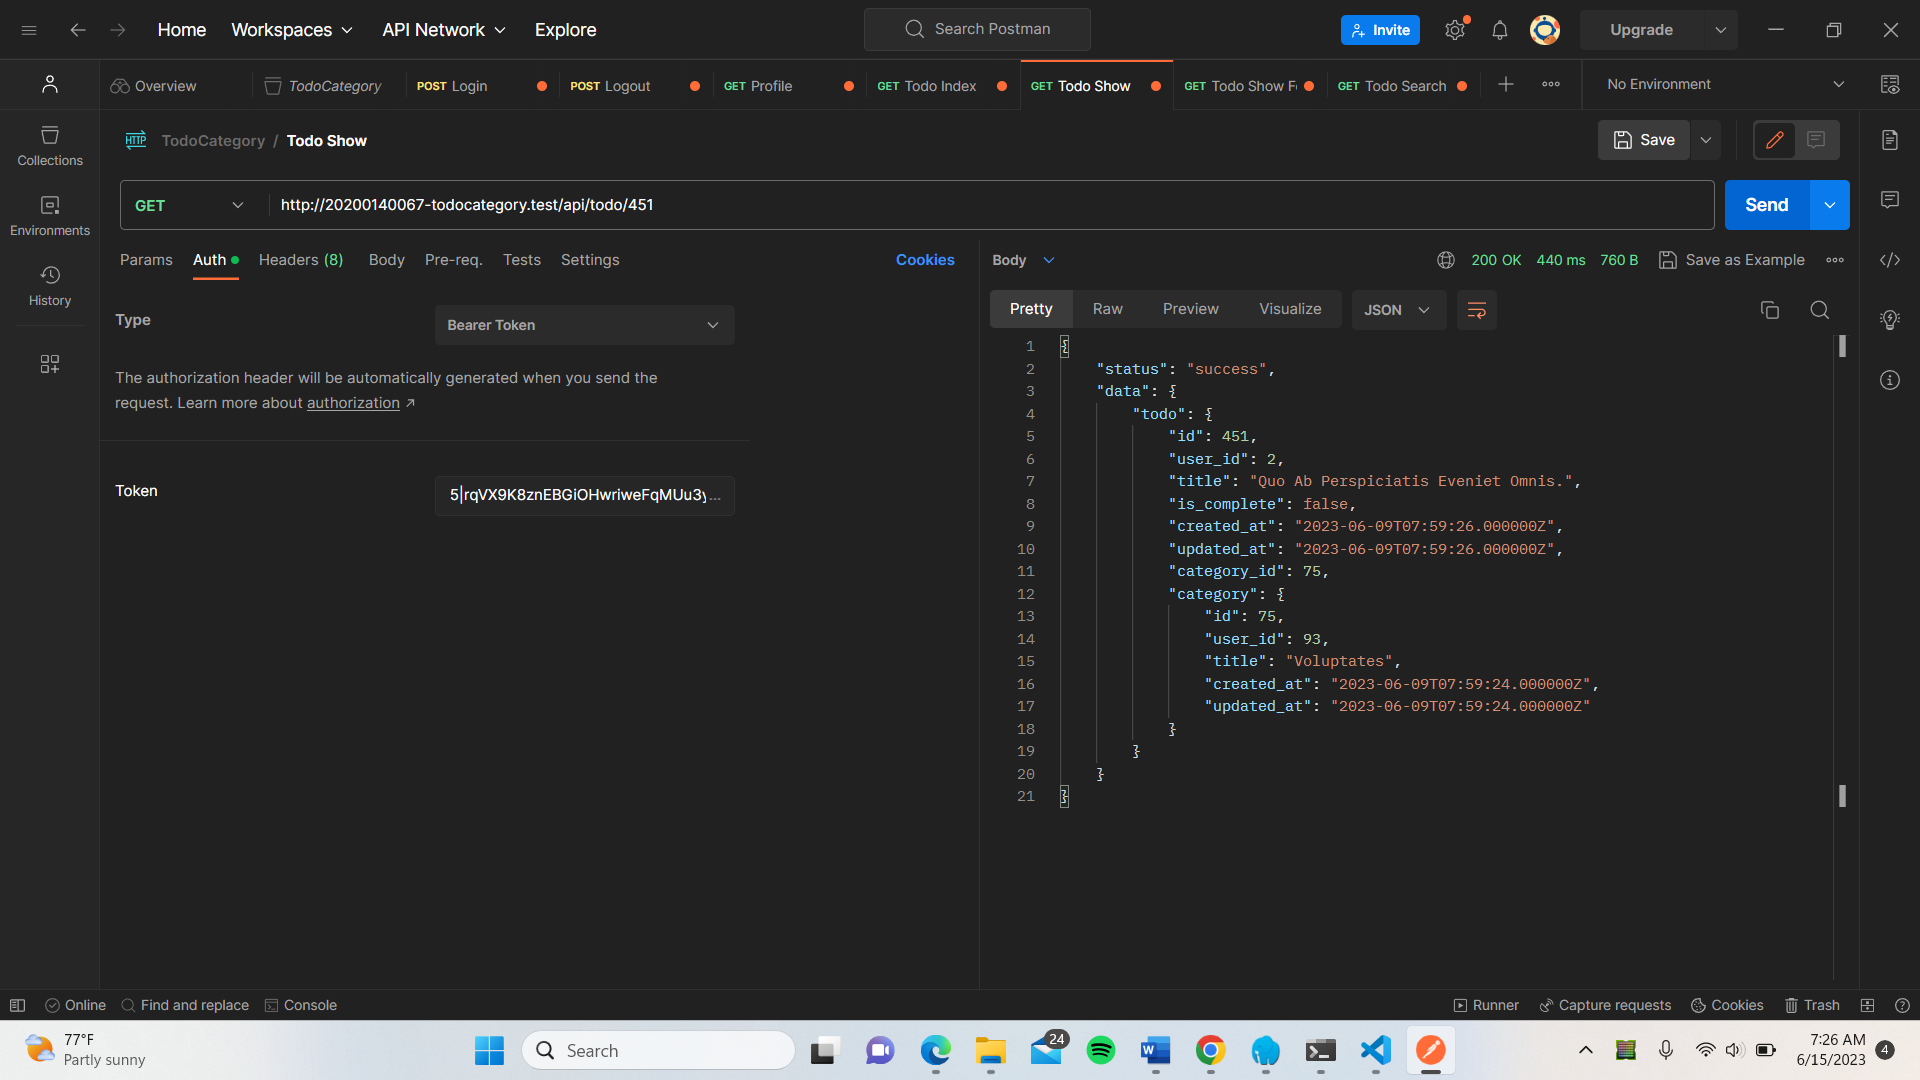 Home Workspaces API Network Explore Search Postman Invite Upgrade
Overview TodoCategory POST Login POST Logout GET Profile GET Todo Index GET Todo Show GET Todo Show F GET Todo Search No Environment
HTTP TodoCategory / Todo Show Save
Collections
Environments
History
GET http://20200140067-todocategory.test/api/todo/451 Send
Params Auth Headers (8) Body Pre-req. Tests Settings Cookies
Type Bearer Token
The authorization header will be automatically generated when you send the
request. Learn more about authorization ↗
Token 5|rqVX9K8znEBGiOHwriweFqMUu3y...
Body 200 OK 440 ms 760 B Save as Example
Pretty Raw Preview Visualize JSON
1 {
2 "status": "success",
3 "data": {
4 "todo": {
5 "id": 451,
6 "user_id": 2,
7 "title": "Quo Ab Perspiciatis Eveniet Omnis.",
8 "is_complete": false,
9 "created_at": "2023-06-09T07:59:26.000000Z",
10 "updated_at": "2023-06-09T07:59:26.000000Z",
11 "category_id": 75,
12 "category": {
13 "id": 75,
14 "user_id": 93,
15 "title": "Voluptates",
16 "created_at": "2023-06-09T07:59:24.000000Z",
17 "updated_at": "2023-06-09T07:59:24.000000Z"
18 }
19 }
20 }
21 }
Online Find and replace Console Runner Capture requests Cookies Trash
77°F
Partly sunny
Search
24
7:26 AM
6/15/2023
4